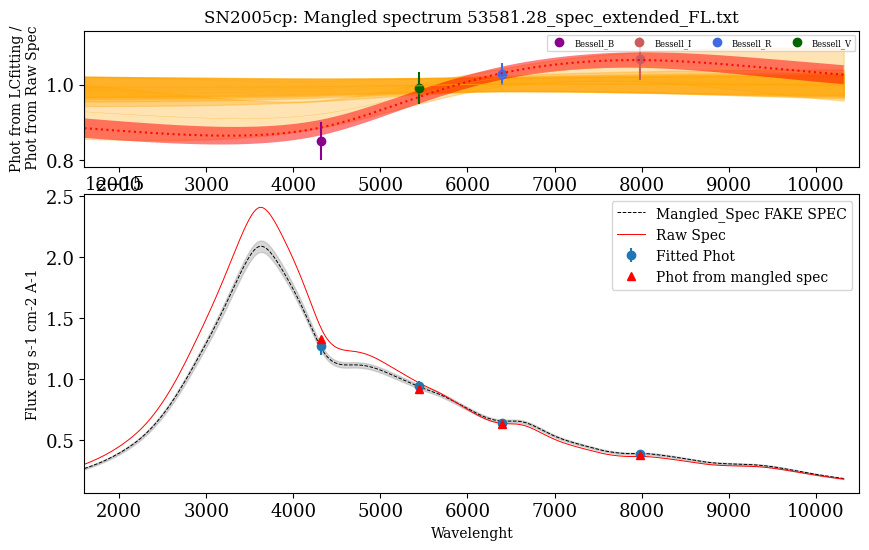 SN2005cp: Mangled spectrum 53581.28_spec_extended_FL.txt
Phot from LCfitting /
Phot from Raw Spec
Bessell_B Bessell_I Bessell_R Bessell_V
1.0
0.8
2000 3000 4000 5000 6000 7000 8000 9000 10000
1e−15
Flux erg s-1 cm-2 A-1
2.5
2.0
1.5
1.0
0.5
Mangled_Spec FAKE SPEC
Raw Spec
Fitted Phot
Phot from mangled spec
2000 3000 4000 5000 6000 7000 8000 9000 10000
Wavelenght